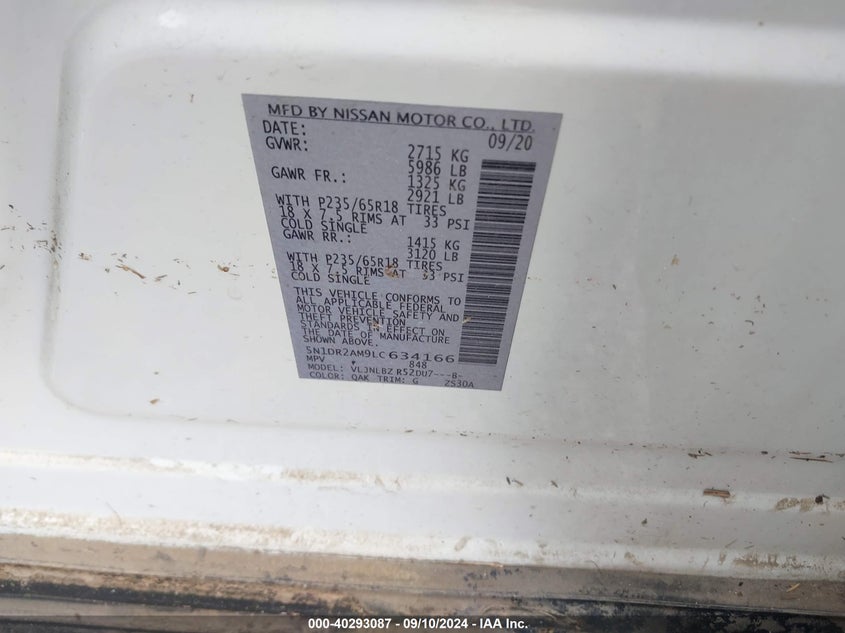 MFD BY NISSAN MOTOR CO., LTD.
DATE: 09/20
GVWR: 2715 KG
5986 LB
GAWR FR.: 1325 KG
2921 LB
WITH P235/65R18 TIRES
18 X 7.5 RIMS AT 33 PSI
COLD SINGLE
GAWR RR.: 1415 KG
3120 LB
WITH P235/65R18 TIRES
18 X 7.5 RIMS AT 33 PSI
COLD SINGLE
THIS VEHICLE CONFORMS TO
ALL APPLICABLE FEDERAL
MOTOR VEHICLE SAFETY AND
THEFT PREVENTION
STANDARDS IN EFFECT ON
THE DATE OF MANUFACTURE
SHOWN ABOVE.
5N1DR2AM9LC634166
MPV 848
MODEL: VLJNLBZ R52DU7---B-
COLOR: QAK TRIM: G ZS30A
000-40293087 - 09/10/2024 - IAA Inc.